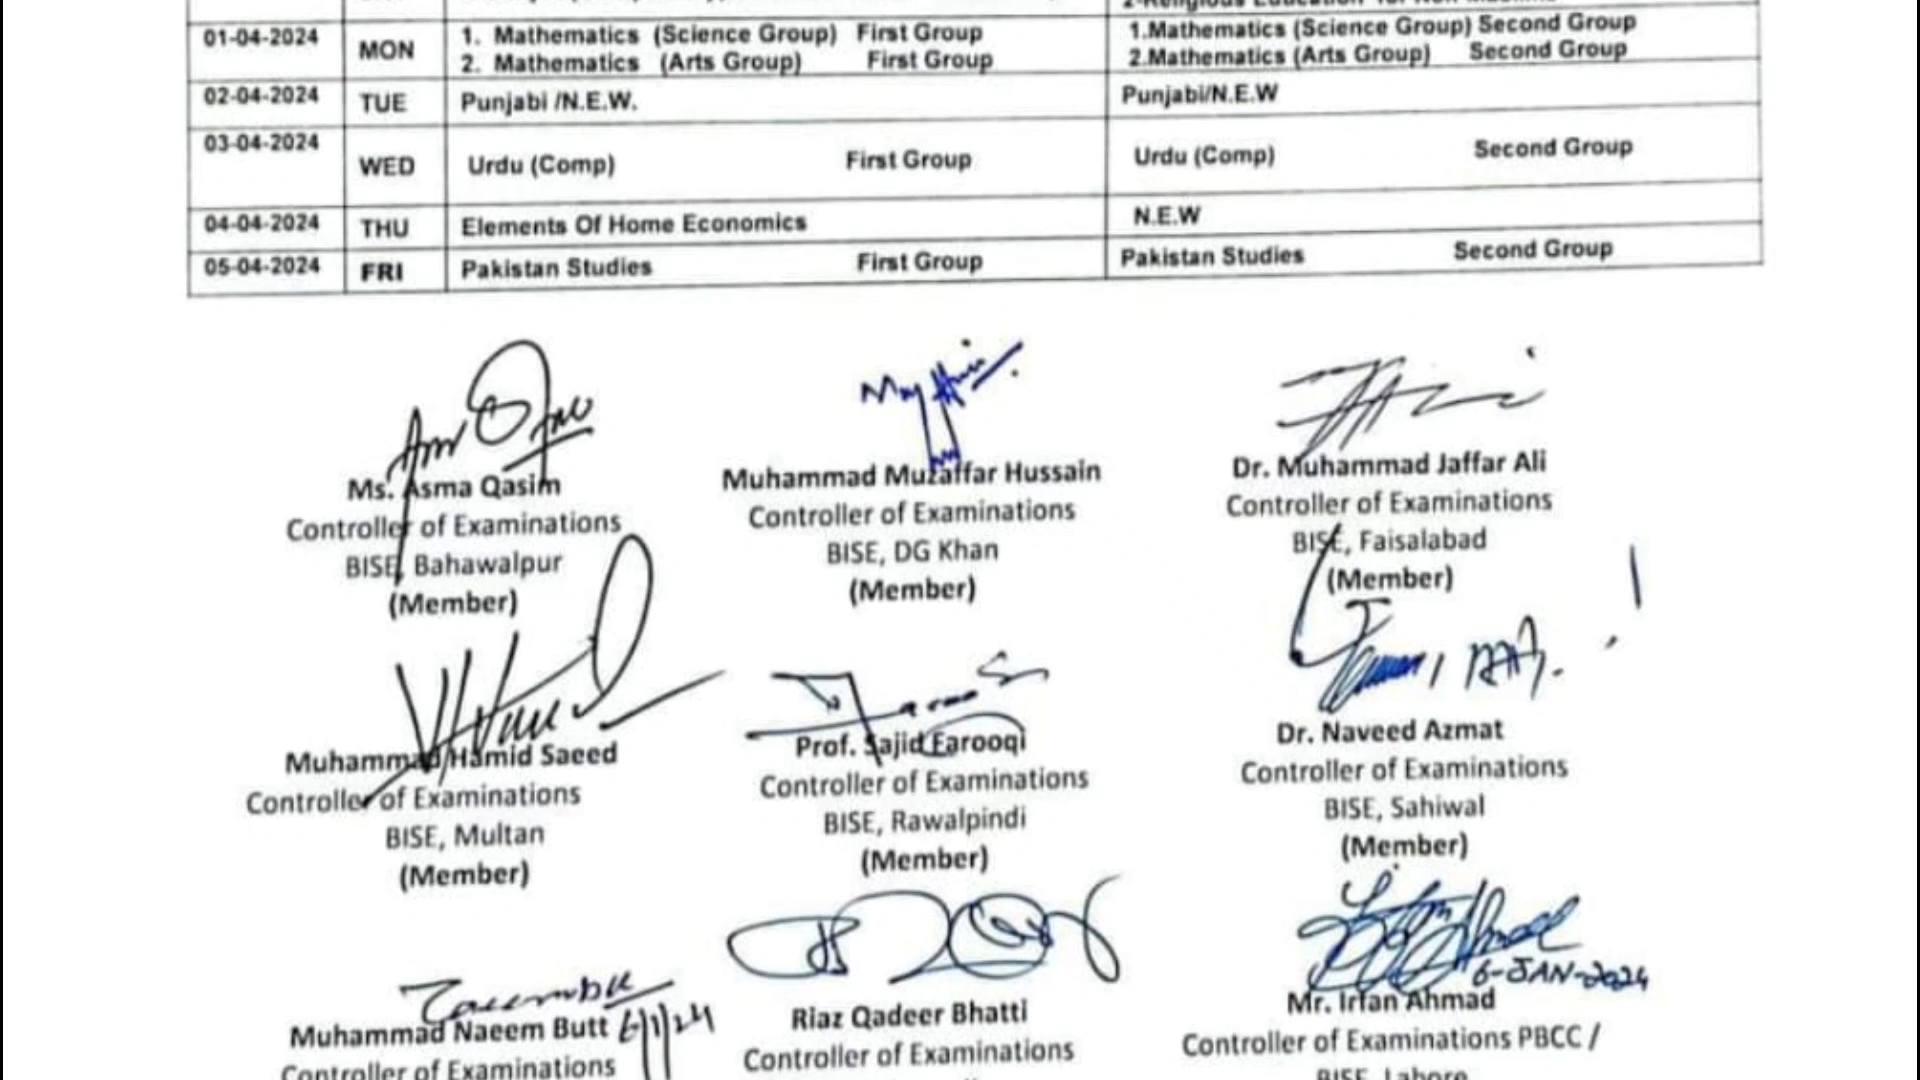 01-04-2024 MON 1. Mathematics (Science Group) First Group 1.Mathematics (Science Group) Second Group
2. Mathematics (Arts Group) First Group 2.Mathematics (Arts Group) Second Group
02-04-2024 TUE Punjabi /N.E.W. Punjabi/N.E.W
03-04-2024 WED Urdu (Comp) First Group Urdu (Comp) Second Group
04-04-2024 THU Elements Of Home Economics N.E.W
05-04-2024 FRI Pakistan Studies First Group Pakistan Studies Second Group
Ms. Asma Qasim
Controller of Examinations
BISE, Bahawalpur
(Member)
Muhammad Muzaffar Hussain
Controller of Examinations
BISE, DG Khan
(Member)
Dr. Muhammad Jaffar Ali
Controller of Examinations
BISE, Faisalabad
(Member)
Muhammad Hamid Saeed
Controller of Examinations
BISE, Multan
(Member)
Prof. Sajid Farooqi
Controller of Examinations
BISE, Rawalpindi
(Member)
Dr. Naveed Azmat
Controller of Examinations
BISE, Sahiwal
(Member)
Muhammad Naeem Butt 6/1/24
Controller of Examinations
Riaz Qadeer Bhatti
Controller of Examinations
6-JAN-2024
Mr. Irfan Ahmad
Controller of Examinations PBCC /
BISE, Lahore